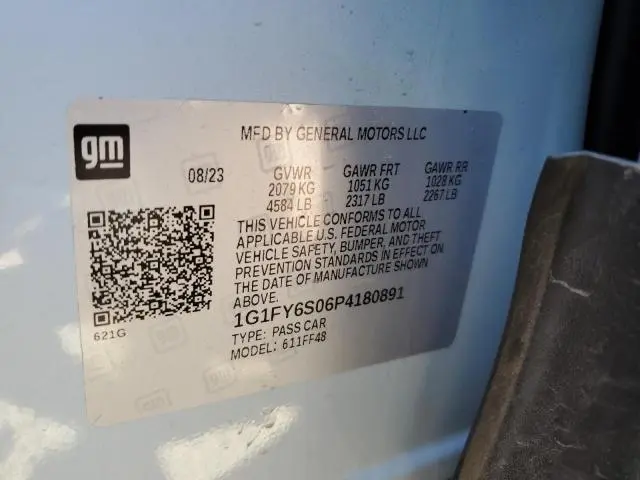 gm
MFD BY GENERAL MOTORS LLC
08/23 GVWR GAWR FRT GAWR RR
2079 KG 1051 KG 1028 KG
4584 LB 2317 LB 2267 LB
THIS VEHICLE CONFORMS TO ALL
APPLICABLE U.S. FEDERAL MOTOR
VEHICLE SAFETY, BUMPER, AND THEFT
PREVENTION STANDARDS IN EFFECT ON
THE DATE OF MANUFACTURE SHOWN
ABOVE.
1G1FY6S06P4180891
621G
TYPE: PASS CAR
MODEL: 611FF48